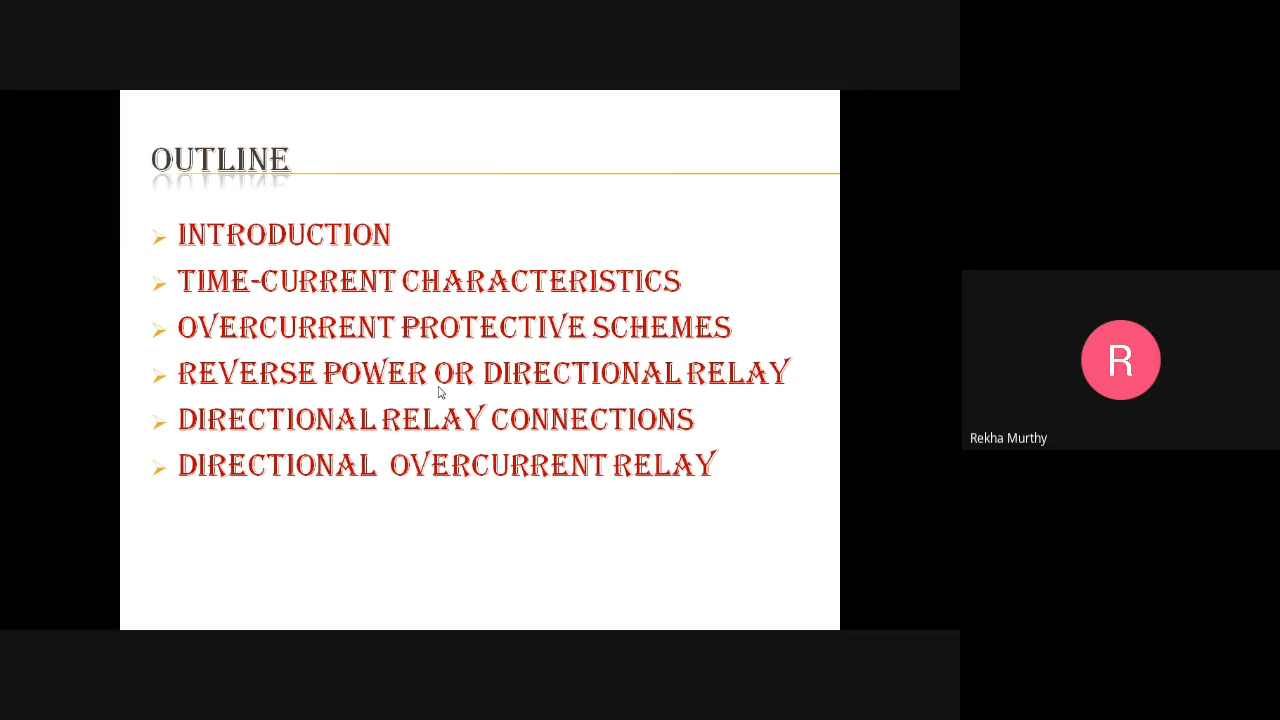 OUTLINE
INTRODUCTION
TIME-CURRENT CHARACTERISTICS
OVERCURRENT PROTECTIVE SCHEMES
REVERSE POWER OR DIRECTIONAL RELAY
DIRECTIONAL RELAY CONNECTIONS
DIRECTIONAL OVERCURRENT RELAY
R
Rekha Murthy